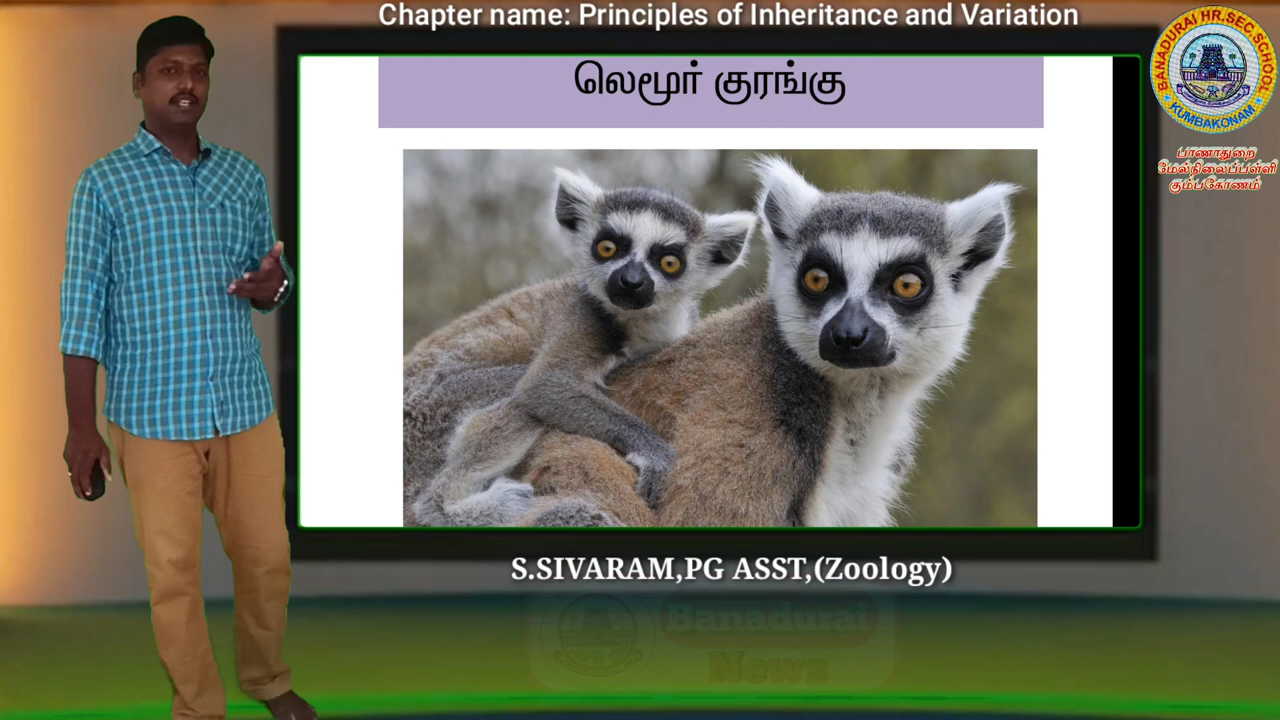 Chapter name: Principles of Inheritance and Variation
லெமூர் குரங்கு
BANADURAI HR.SEC.SCHOOL
KUMBAKONAM
பாணாதுறை
மேல்நிலைப்பள்ளி
கும்பகோணம்
S.SIVARAM,PG ASST,(Zoology)
Banadurai
News